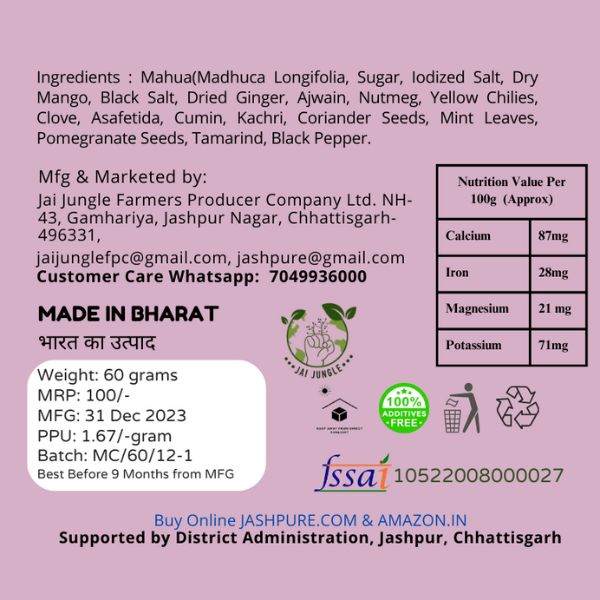 Ingredients : Mahua(Madhuca Longifolia, Sugar, Iodized Salt, Dry
Mango, Black Salt, Dried Ginger, Ajwain, Nutmeg, Yellow Chilies,
Clove, Asafetida, Cumin, Kachri, Coriander Seeds, Mint Leaves,
Pomegranate Seeds, Tamarind, Black Pepper.
Mfg & Marketed by:
Jai Jungle Farmers Producer Company Ltd. NH-
43, Gamhariya, Jashpur Nagar, Chhattisgarh-
496331,
jaijunglefpc@gmail.com, jashpure@gmail.com
Customer Care Whatsapp: 7049936000
Nutrition Value Per
100g (Approx)
Calcium 87mg
Iron 28mg
Magnesium 21 mg
Potassium 71mg
MADE IN BHARAT
भारत का उत्पाद
JAI JUNGLE
Weight: 60 grams
MRP: 100/-
MFG: 31 Dec 2023
PPU: 1.67/-gram
Batch: MC/60/12-1
Best Before 9 Months from MFG
KEEP AWAY FROM DIRECT
SUNLIGHT
100%
ADDITIVES
FREE
fssai 10522008000027
Buy Online JASHPURE.COM & AMAZON.IN
Supported by District Administration, Jashpur, Chhattisgarh